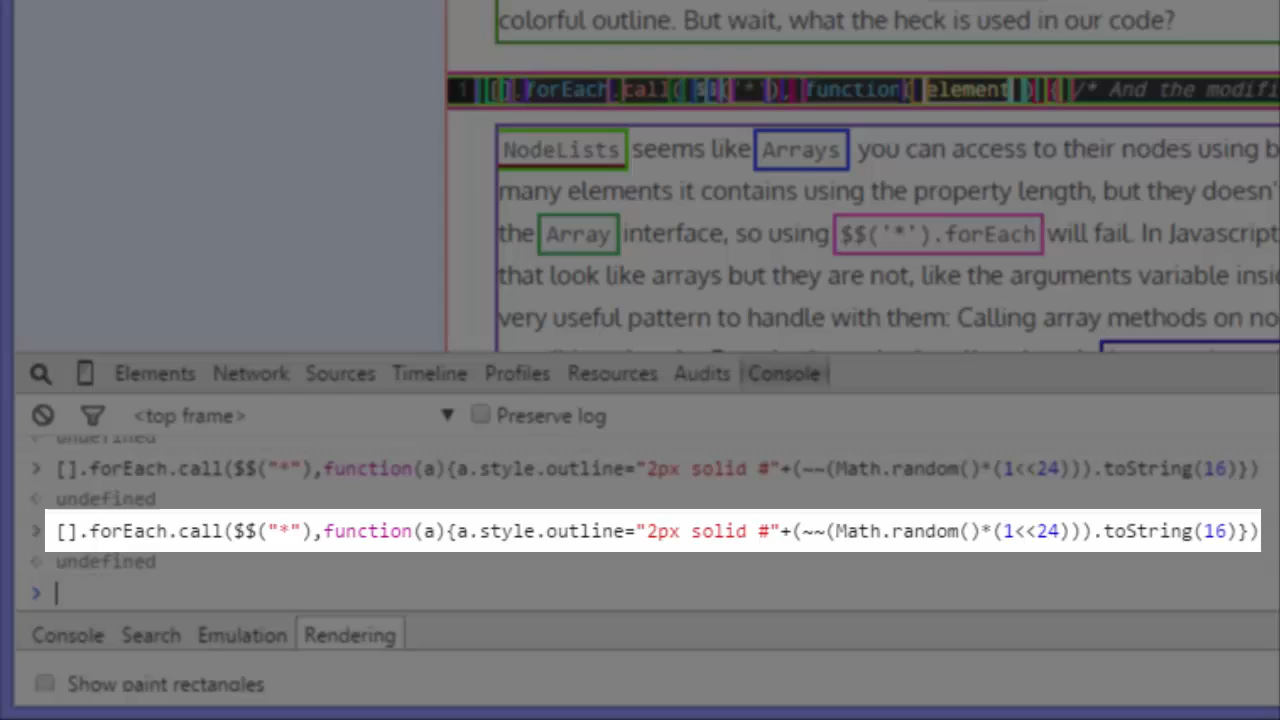 colorful outline. But wait, what the heck is used in our code?
1 [].forEach.call( $$('*'), function( element ) { /* And the modifi
NodeLists seems like Arrays you can access to their nodes using b
many elements it contains using the property length, but they doesn'
the Array interface, so using $$('*').forEach will fail. In Javascript
that look like arrays but they are not, like the arguments variable insi
very useful pattern to handle with them: Calling array methods on no
Elements Network Sources Timeline Profiles Resources Audits Console
<top frame> ▼ Preserve log
undefined
> [].forEach.call($$("*"),function(a){a.style.outline="2px solid #"+(~~(Math.random()*(1<<24))).toString(16)})
< undefined
> [].forEach.call($$("*"),function(a){a.style.outline="2px solid #"+(~~(Math.random()*(1<<24))).toString(16)})
< undefined
>
Console Search Emulation Rendering
Show paint rectangles